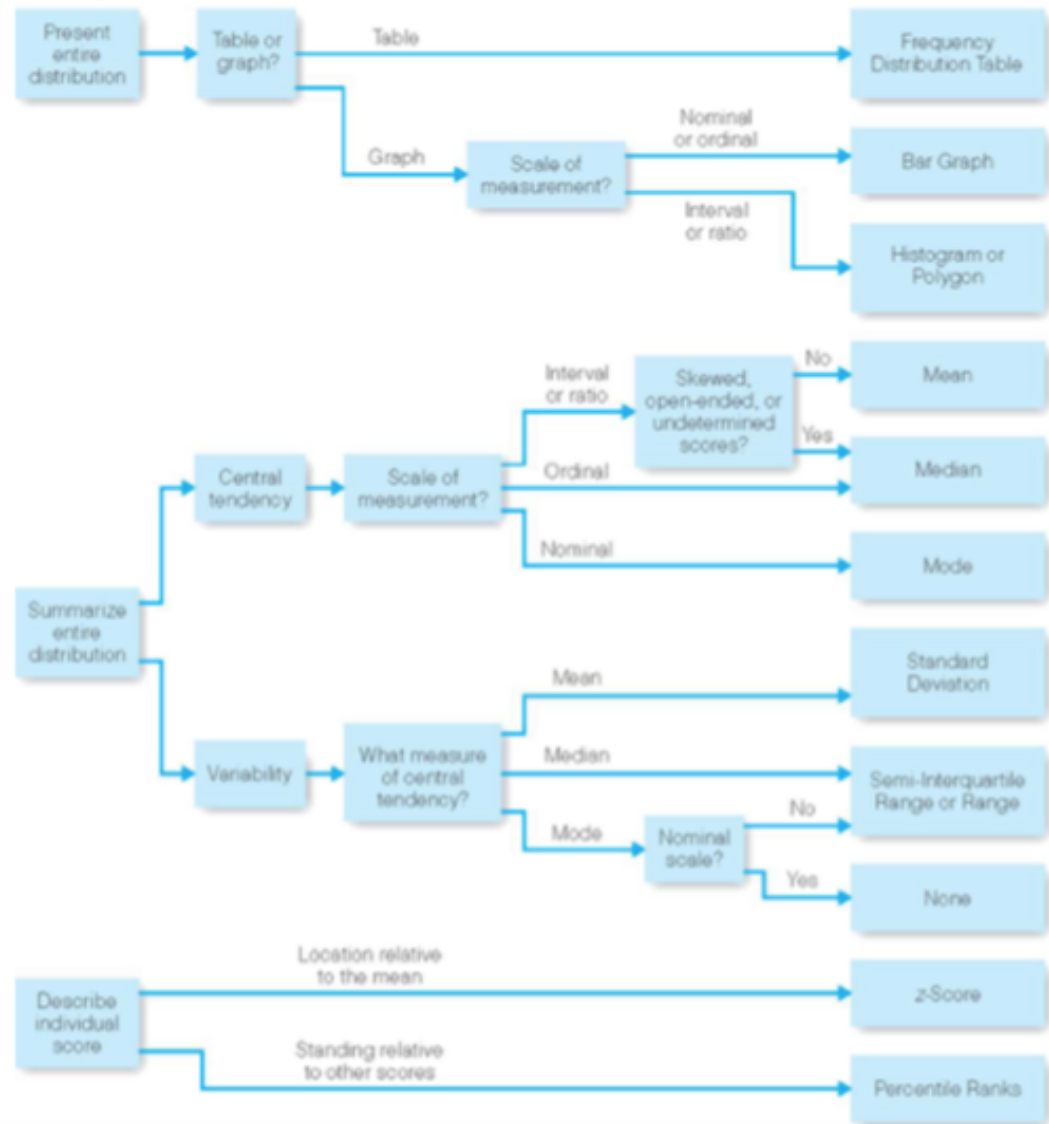 Present
entire
distribution
Table or
graph?
Table
Frequency
Distribution Table
Graph
Scale of
measurement?
Nominal
or ordinal
Bar Graph
Interval
or ratio
Histogram or
Polygon
Summarize
entire
distribution
Central
tendency
Scale of
measurement?
Interval
or ratio
Skewed,
open-ended, or
undetermined
scores?
No
Mean
Yes
Median
Ordinal
Nominal
Mode
Variability
What measure
of central
tendency?
Mean
Standard
Deviation
Median
Semi-Interquartile
Range or Range
Mode
Nominal
scale?
No
Yes
None
Describe
individual
score
Location relative
to the mean
z-Score
Standing relative
to other scores
Percentile Ranks